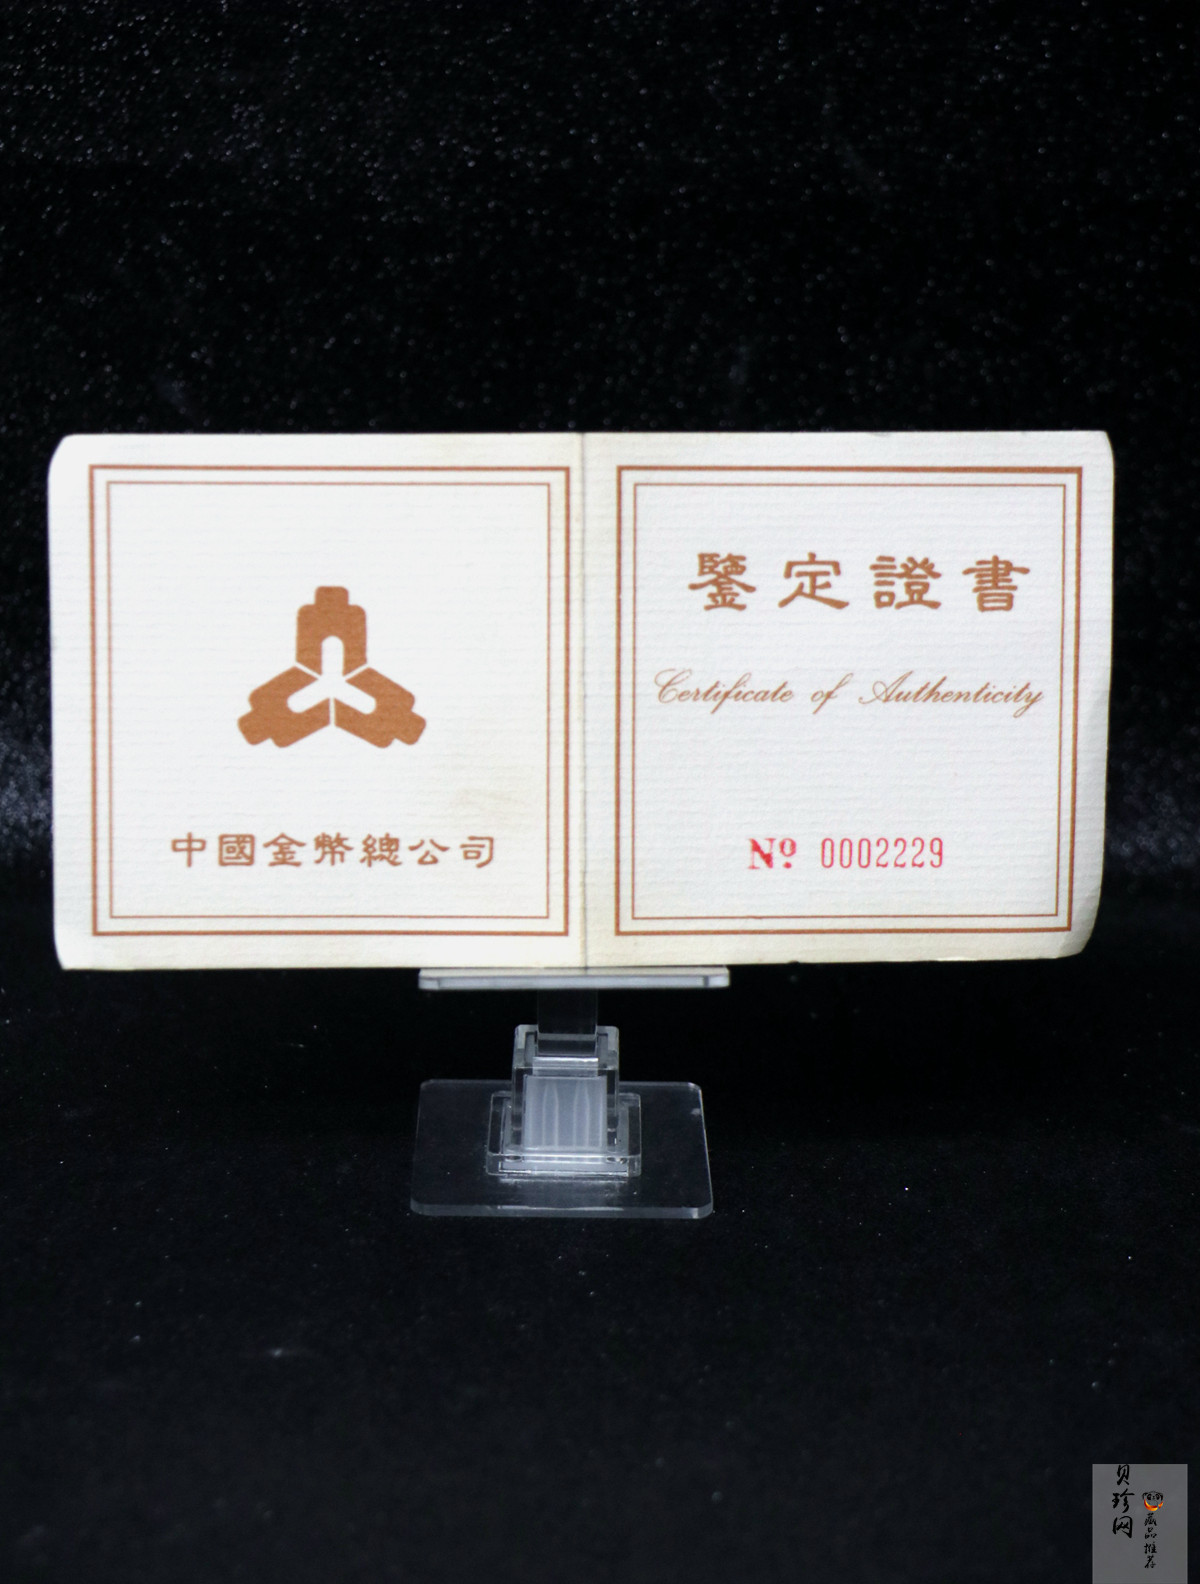 中國金幣總公司
鑒定證書
Certificate of Authenticity
Nº 0002229
贝珍网
藏品推荐